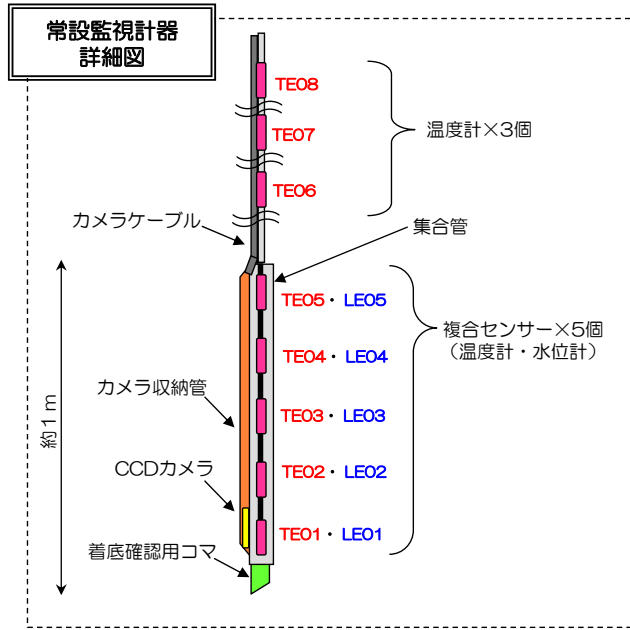 常設監視計器
詳細図
TE08
TE07
温度計×3個
TE06
カメラケーブル
集合管
TE05・LE05
複合センサー×5個
(温度計・水位計)
TE04・LE04
カメラ収納管
約1m
TE03・LE03
CCDカメラ
TE02・LE02
TE01・LE01
着底確認用コマ